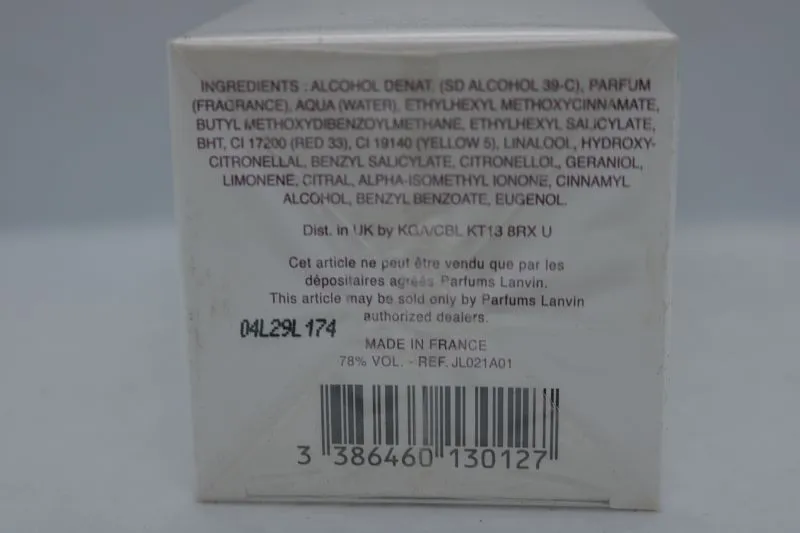 INGREDIENTS : ALCOHOL DENAT. (SD ALCOHOL 39-C), PARFUM
(FRAGRANCE), AQUA (WATER), ETHYLHEXYL METHOXYCINNAMATE,
BUTYL METHOXYDIBENZOYLMETHANE, ETHYLHEXYL SALICYLATE,
BHT, CI 17200 (RED 33), CI 19140 (YELLOW 5), LINALOOL, HYDROXY-
CITRONELLAL, BENZYL SALICYLATE, CITRONELLOL, GERANIOL,
LIMONENE, CITRAL, ALPHA-ISOMETHYL IONONE, CINNAMYL
ALCOHOL, BENZYL BENZOATE, EUGENOL.
Dist. in UK by KGA/CBL KT13 8RX U
Cet article ne peut être vendu que par les
dépositaires agréés Parfums Lanvin.
This article may be sold only by Parfums Lanvin
authorized dealers.
04L29L174
MADE IN FRANCE
78% VOL. - REF. JL021A01
3 386460 130127